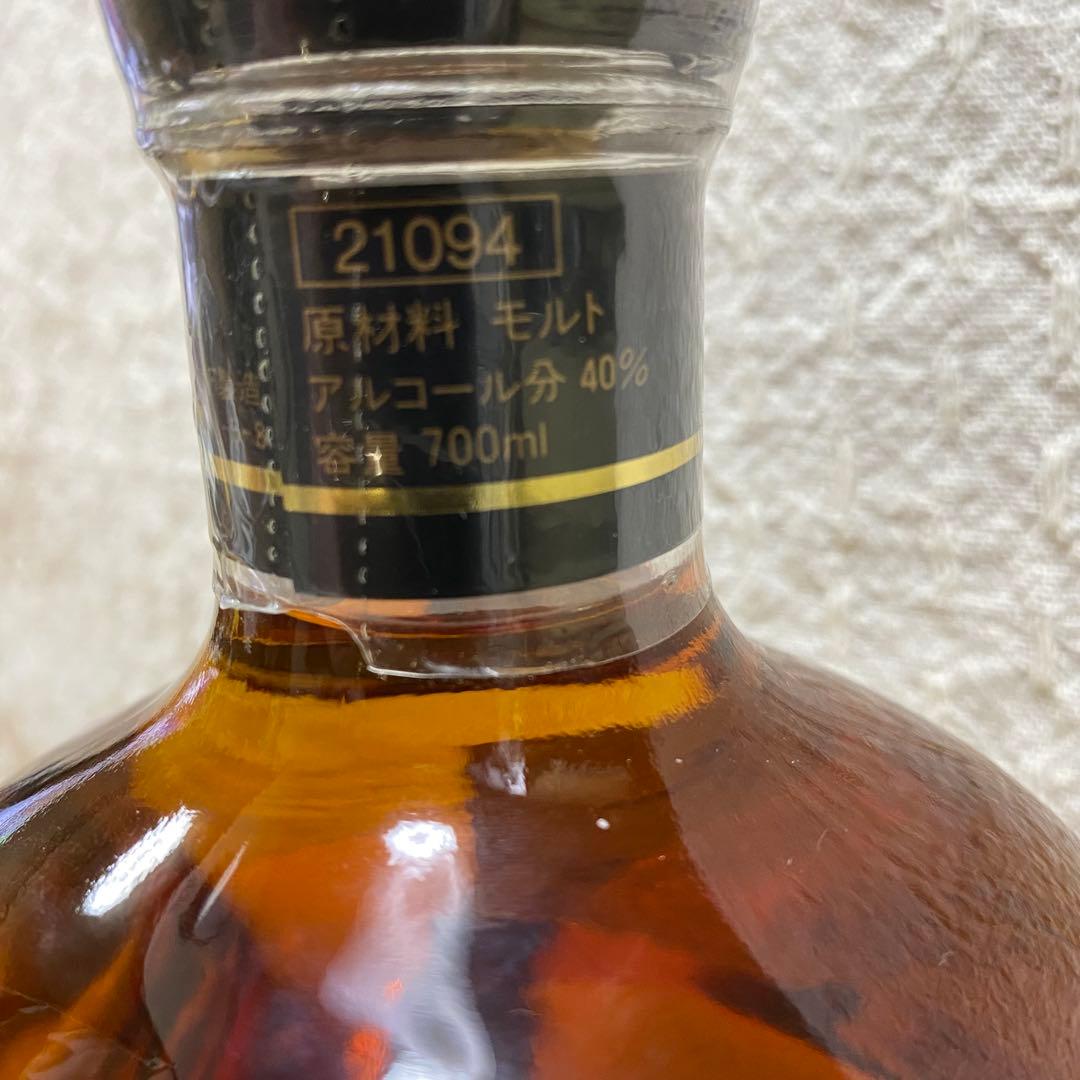 21094
原材料 モルト
アルコール分 40%
容量 700ml